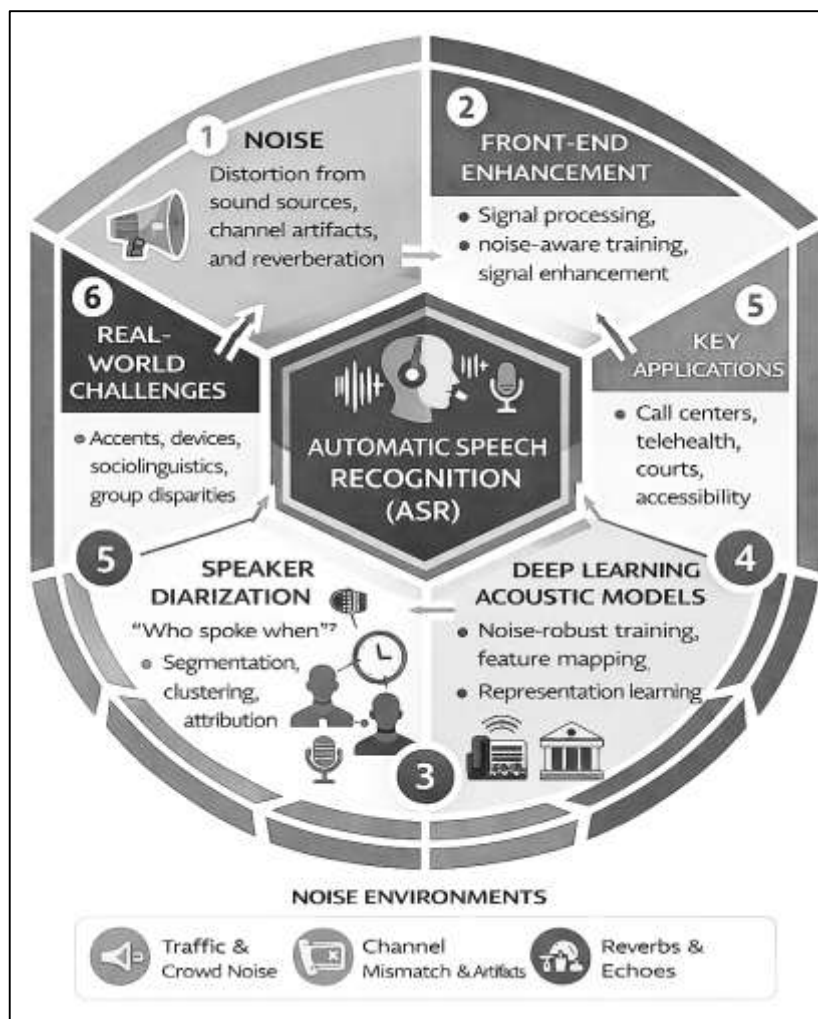 1
NOISE
Distortion from
sound sources,
channel artifacts,
and reverberation
2
FRONT-END
ENHANCEMENT
• Signal processing,
• noise-aware training,
signal enhancement
6
REAL-
WORLD
CHALLENGES
• Accents, devices,
sociolinguistics,
group disparities
AUTOMATIC SPEECH
RECOGNITION
(ASR)
5
KEY
APPLICATIONS
• Call centers,
telehealth,
courts,
accessibility
5
SPEAKER
DIARIZATION
“Who spoke when”?
• Segmentation,
clustering,
attribution
4
DEEP LEARNING
ACOUSTIC MODELS
• Noise-robust training,
feature mapping
• Representation learning
3
NOISE ENVIRONMENTS
Traffic &
Crowd Noise
Channel
Mismatch & Artifacts
Reverbs &
Echoes